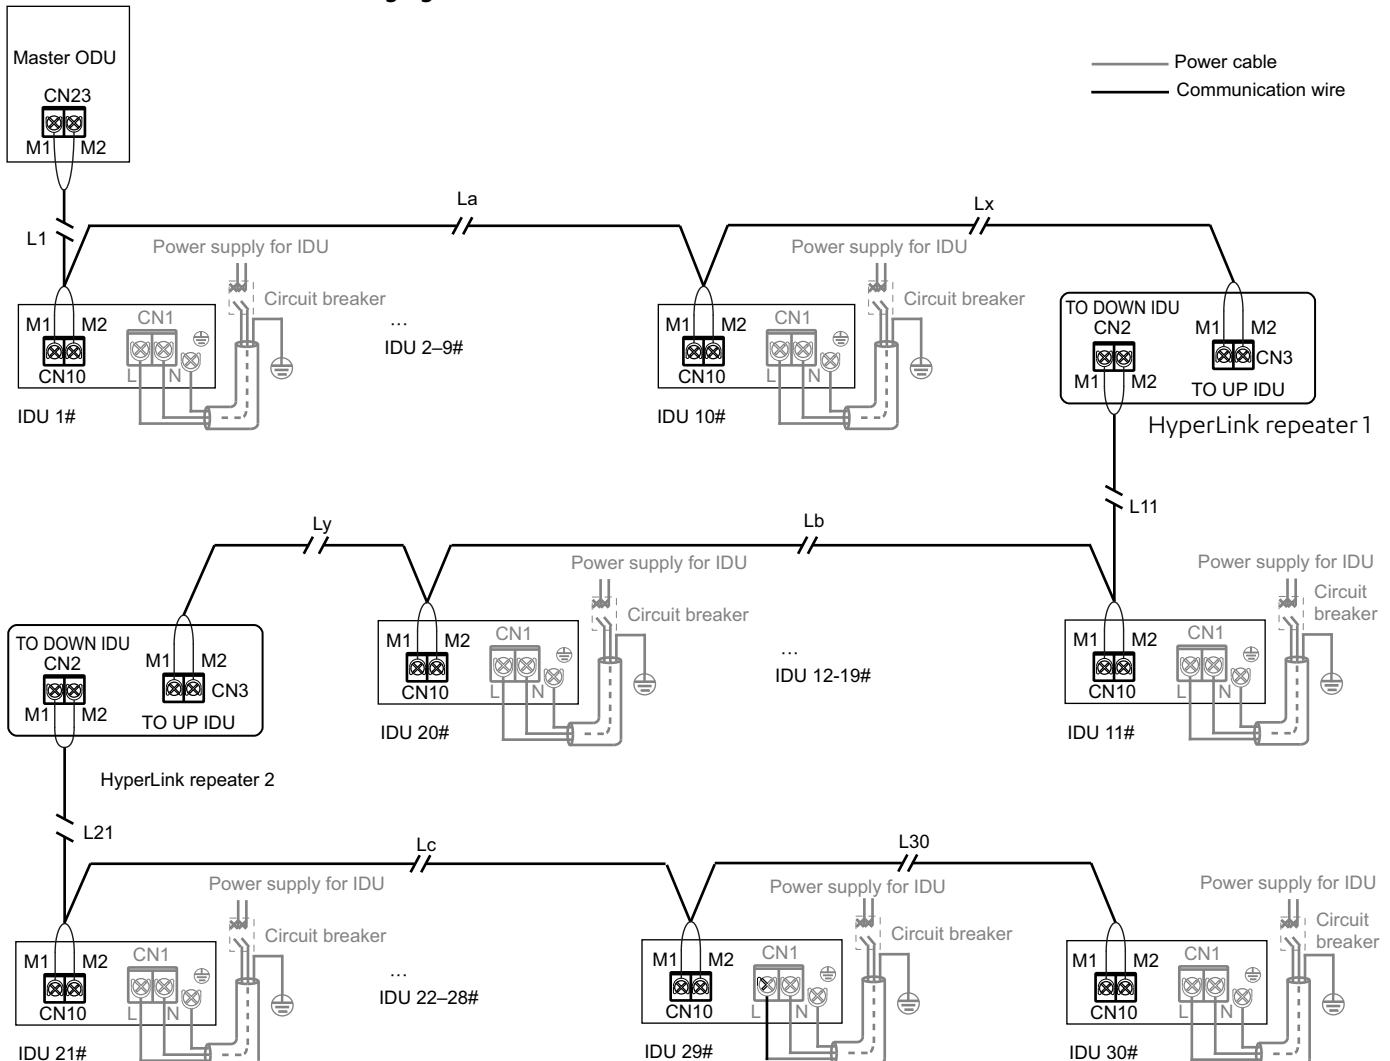 Master ODU
CN23
M1 M2
Power cable
Communication wire
L1
La
Lx
Power supply for IDU
Circuit breaker
M1 M2 CN1
CN10 L N
IDU 1#
...
IDU 2–9#
Power supply for IDU
Circuit breaker
M1 M2 CN1
CN10 L N
IDU 10#
TO DOWN IDU
CN2
M1 M2
M1 M2
CN3
TO UP IDU
HyperLink repeater 1
L11
Ly
Lb
TO DOWN IDU
CN2
M1 M2
M1 M2
CN3
TO UP IDU
HyperLink repeater 2
Power supply for IDU
Circuit breaker
M1 M2 CN1
CN10 L N
IDU 20#
...
IDU 12-19#
Power supply for IDU
Circuit
breaker
M1 M2 CN1
CN10 L N
IDU 11#
L21
Lc
L30
Power supply for IDU
Circuit breaker
M1 M2 CN1
CN10 L N
IDU 21#
...
IDU 22–28#
Power supply for IDU
Circuit breaker
M1 M2 CN1
CN10 L N
IDU 29#
Power supply for IDU
Circuit
breaker
M1 M2 CN1
CN10 L N
IDU 30#